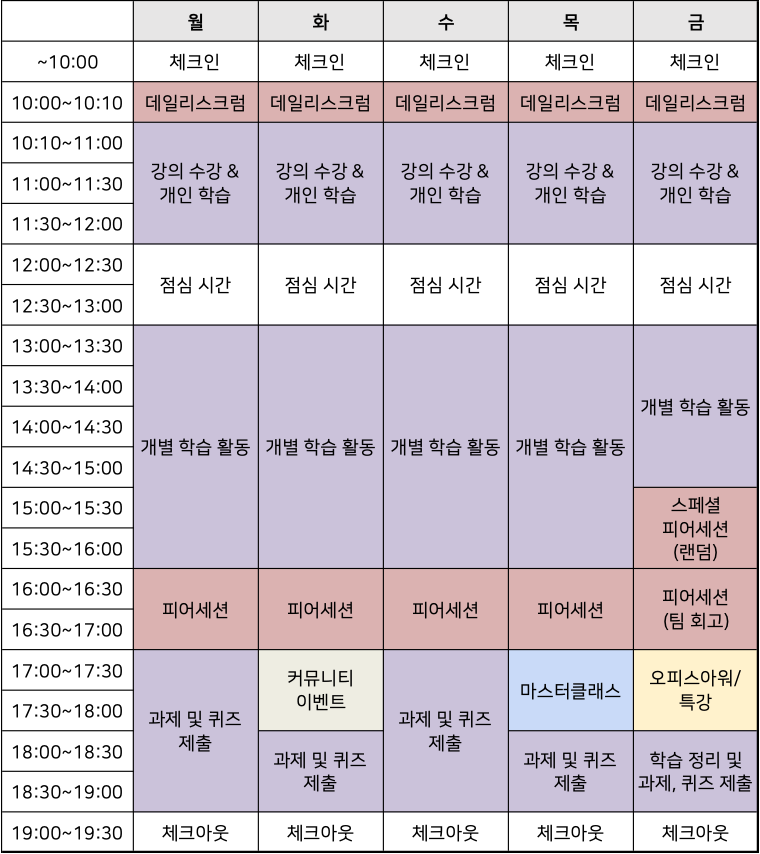 월 화 수 목 금
~10:00 체크인 체크인 체크인 체크인 체크인
10:00~10:10 데일리스크럼 데일리스크럼 데일리스크럼 데일리스크럼 데일리스크럼
10:10~11:00
11:00~11:30
11:30~12:00
강의 수강 & 강의 수강 & 강의 수강 & 강의 수강 & 강의 수강 &
개인 학습 개인 학습 개인 학습 개인 학습 개인 학습
12:00~12:30
12:30~13:00
점심 시간 점심 시간 점심 시간 점심 시간 점심 시간
13:00~13:30
13:30~14:00
14:00~14:30
14:30~15:00
15:00~15:30
15:30~16:00
개별 학습 활동 개별 학습 활동 개별 학습 활동 개별 학습 활동 개별 학습 활동
스페셜
피어세션
(랜덤)
16:00~16:30
16:30~17:00
피어세션 피어세션 피어세션 피어세션 피어세션
(팀 회고)
17:00~17:30
17:30~18:00
18:00~18:30
18:30~19:00
과제 및 퀴즈
제출
커뮤니티
이벤트
과제 및 퀴즈
제출
과제 및 퀴즈
제출
마스터클래스
과제 및 퀴즈
제출
오피스아워/
특강
학습 정리 및
과제, 퀴즈 제출
19:00~19:30 체크아웃 체크아웃 체크아웃 체크아웃 체크아웃